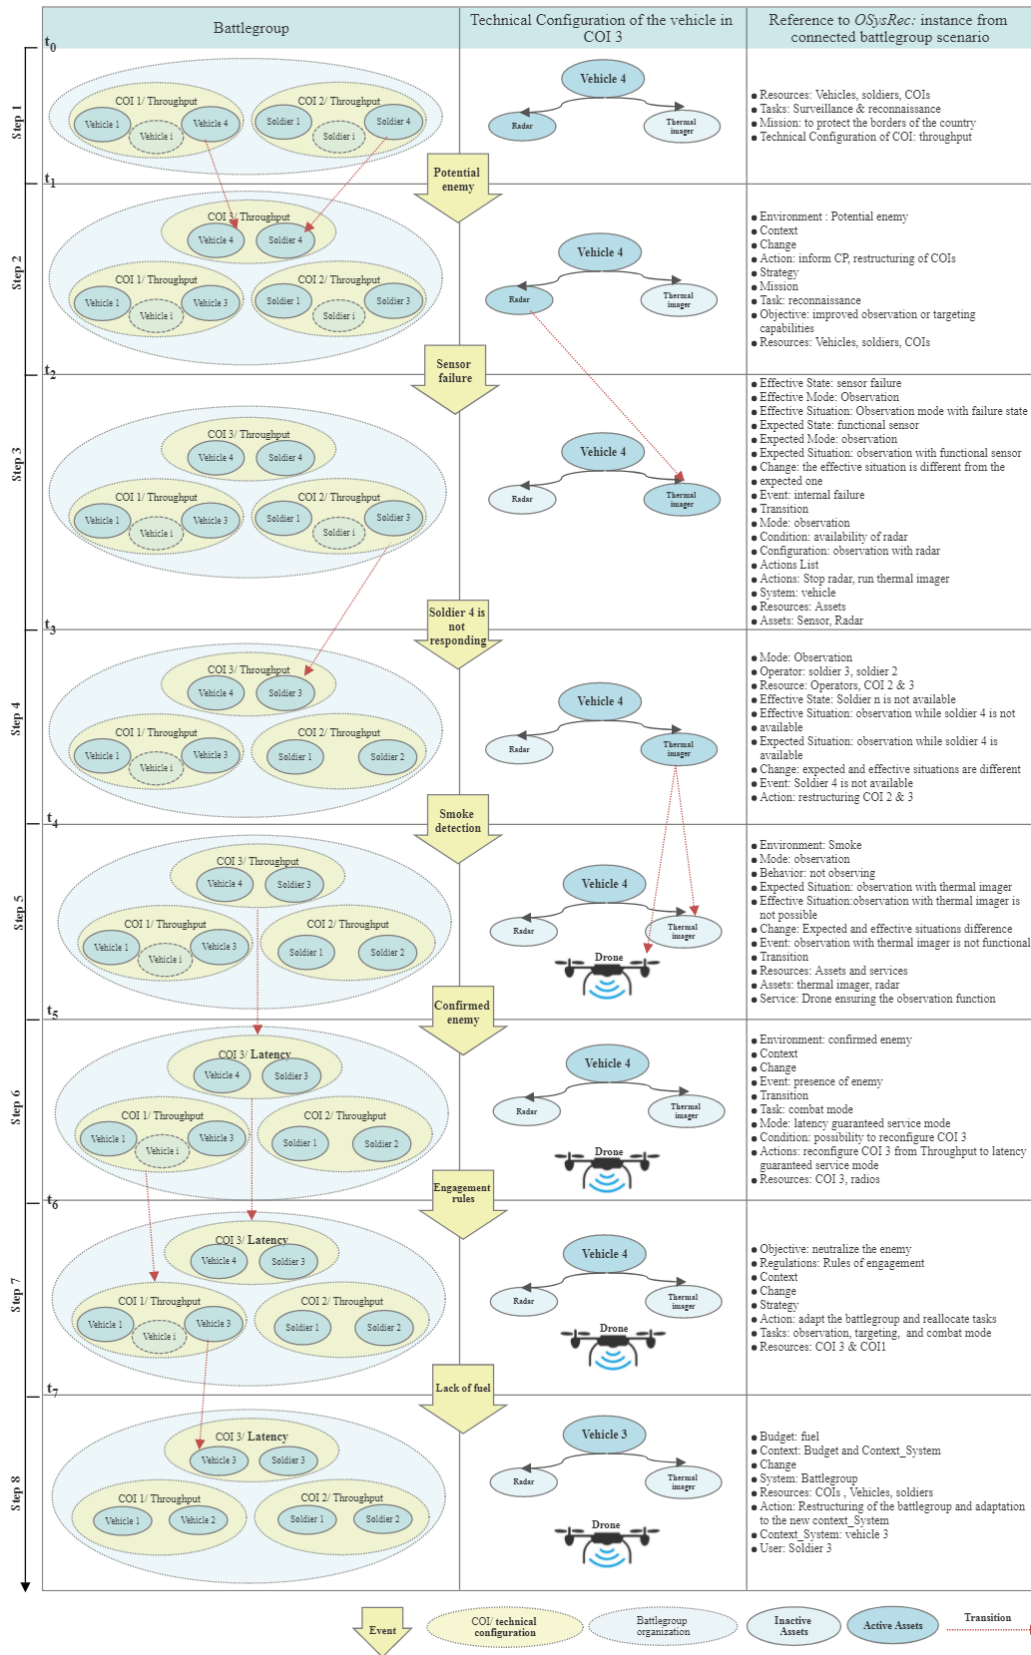 Battlegroup
Technical Configuration of the vehicle in
COI 3
Reference to OSysRec: instance from
connected battlegroup scenario
t0
Step 1
COI 1/ Throughput
Vehicle 1
Vehicle i
Vehicle 4
COI 2/ Throughput
Soldier 1
Soldier i
Soldier 4
Vehicle 4
Radar
Thermal
imager
● Resources: Vehicles, soldiers, COIs
● Tasks: Surveillance & reconnaissance
● Mission: to protect the borders of the country
● Technical Configuration of COI: throughput
t1
Potential
enemy
Step 2
COI 3/ Throughput
Vehicle 4
Soldier 4
COI 1/ Throughput
Vehicle 1
Vehicle i
Vehicle 3
COI 2/ Throughput
Soldier 1
Soldier i
Soldier 3
Vehicle 4
Radar
Thermal
imager
● Environment : Potential enemy
● Context
● Change
● Action: inform CP, restructuring of COIs
● Strategy
● Mission
● Task: reconnaissance
● Objective: improved observation or targeting
capabilities
● Resources: Vehicles, soldiers, COIs
t2
Sensor
failure
Step 3
COI 3/ Throughput
Vehicle 4
Soldier 4
COI 1/ Throughput
Vehicle 1
Vehicle i
Vehicle 3
COI 2/ Throughput
Soldier 1
Soldier i
Soldier 3
Vehicle 4
Radar
Thermal
imager
● Effective State: sensor failure
● Effective Mode: Observation
● Effective Situation: Observation mode with failure state
● Expected State: functional sensor
● Expected Mode: observation
● Expected Situation: observation with functional sensor
● Change: the effective situation is different from the
● expected one
● Event: internal failure
● Transition
● Mode: observation
● Condition: availability of radar
● Configuration: observation with radar
● Actions List
● Actions: Stop radar, run thermal imager
● System: vehicle
● Resources: Assets
● Assets: Sensor, Radar
t3
Soldier 4 is
not
responding
Step 4
COI 3/ Throughput
Vehicle 4
Soldier 3
COI 1/ Throughput
Vehicle 1
Vehicle i
Vehicle 3
COI 2/ Throughput
Soldier 1
Soldier 2
Vehicle 4
Radar
Thermal
imager
● Mode: Observation
● Operator: soldier 3, soldier 2
● Resource: Operators, COI 2 & 3
● Effective State: Soldier n is not available
● Effective Situation: observation while soldier 4 is not
● available
● Expected Situation: observation while soldier 4 is
available
● Change: expected and effective situations are different
● Event: Soldier 4 is not available
● Action: restructuring COI 2 & 3
t4
Smoke
detection
Step 5
COI 3/ Throughput
Vehicle 4
Soldier 3
COI 1/ Throughput
Vehicle 1
Vehicle i
Vehicle 3
COI 2/ Throughput
Soldier 1
Soldier 2
Vehicle 4
Radar
Thermal
imager
Drone
● Environment: Smoke
● Mode: observation
● Behavior: not observing
● Expected Situation: observation with thermal imager
● Effective Situation:observation with thermal imager is
not possible
● Change: Expected and effective situations difference
● Event: observation with thermal imager is not functional
● Transition
● Resources: Assets and services
● Assets: thermal imager, radar
● Service: Drone ensuring the observation function
t5
Confirmed
enemy
Step 6
COI 3/ Latency
Vehicle 4
Soldier 3
COI 1/ Throughput
Vehicle 1
Vehicle i
Vehicle 3
COI 2/ Throughput
Soldier 1
Soldier 2
Vehicle 4
Radar
Thermal
imager
Drone
● Environment: confirmed enemy
● Context
● Change
● Event: presence of enemy
● Transition
● Task: combat mode
● Mode: latency guaranteed service mode
● Condition: possibility to reconfigure COI 3
● Actions: reconfigure COI 3 from Throughput to latency
guaranteed service mode
● Resources: COI 3, radios
t6
Engagement
rules
Step 7
COI 3/ Latency
Vehicle 4
Soldier 3
COI 1/ Throughput
Vehicle 1
Vehicle i
Vehicle 3
COI 2/ Throughput
Soldier 1
Soldier 2
Vehicle 4
Radar
Thermal
imager
Drone
● Objective: neutralize the enemy
● Regulations: Rules of engagement
● Context
● Change
● Strategy
● Action: adapt the battlegroup and reallocate tasks
● Tasks: observation, targeting, and combat mode
● Resources: COI 3 & COI1
t7
Lack of fuel
Step 8
COI 3/ Latency
Vehicle 3
Soldier 3
COI 1/ Throughput
Vehicle 1
Vehicle 2
COI 2/ Throughput
Soldier 1
Soldier 2
Vehicle 3
Radar
Thermal
imager
Drone
● Budget: fuel
● Context: Budget and Context_System
● Change
● System: Battlegroup
● Resources: COIs , Vehicles, soldiers
● Action: Restructuring of the battlegroup and adaptation
to the new context_System
● Context_System: vehicle 3
● User: Soldier 3
Event
COI/ technical
configuration
Battlegroup
organization
Inactive
Assets
Active Assets
Transition